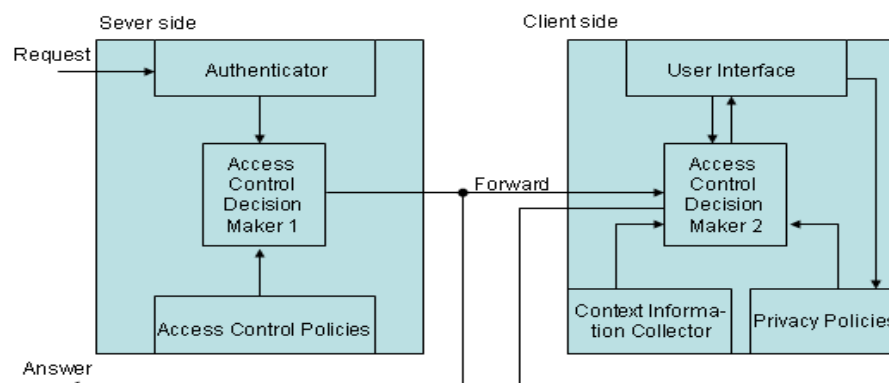 Sever side
Client side
Request
Authenticator
User Interface
Access
Control
Decision
Maker 1
Forward
Access
Control
Decision
Maker 2
Access Control Policies
Context Informa-
tion Collector
Privacy Policies
Answer